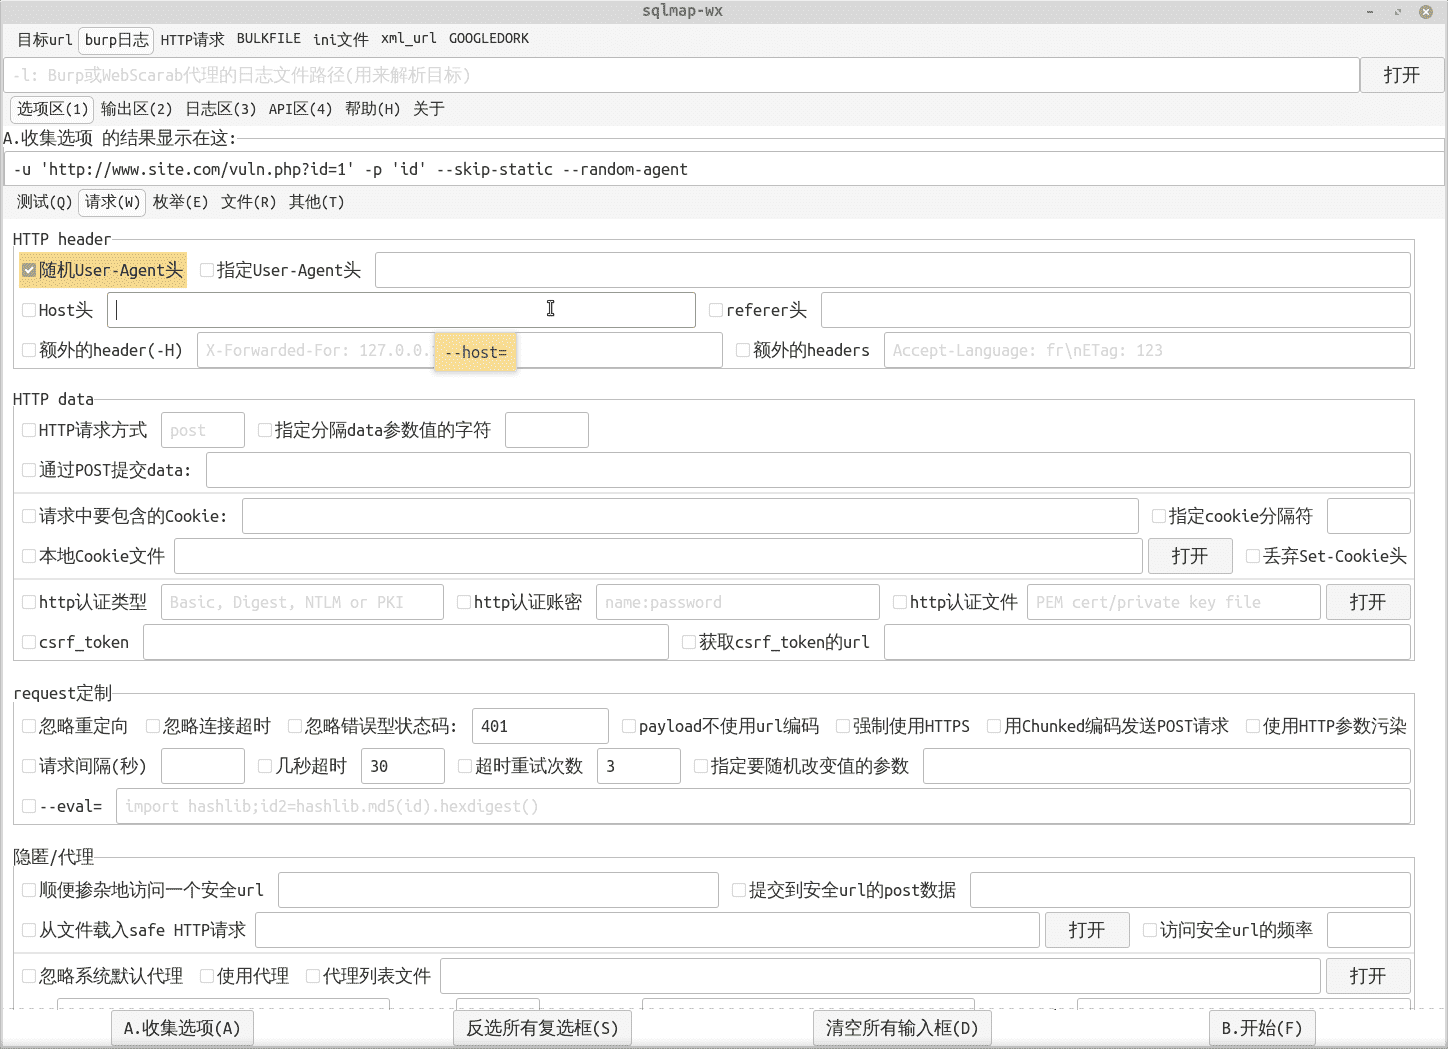 sqlmap-wx
目标url burp日志 HTTP请求 BULKFILE ini文件 xml_url GOOGLEDORK
-l: Burp或WebScarab代理的日志文件路径(用来解析目标) 打开
选项区(1) 输出区(2) 日志区(3) API区(4) 帮助(H) 关于
A.收集选项 的结果显示在这:
-u 'http://www.site.com/vuln.php?id=1' -p 'id' --skip-static --random-agent
测试(Q) 请求(W) 枚举(E) 文件(R) 其他(T)
HTTP header
随机User-Agent头 指定User-Agent头
Host头 referer头
额外的header(-H) X-Forwarded-For: 127.0.0. --host= 额外的headers Accept-Language: fr\nETag: 123
HTTP data
HTTP请求方式 post 指定分隔data参数值的字符
通过POST提交data:
请求中要包含的Cookie: 指定cookie分隔符
本地Cookie文件 打开 丢弃Set-Cookie头
http认证类型 Basic, Digest, NTLM or PKI http认证账密 name:password http认证文件 PEM cert/private key file 打开
csrf_token 获取csrf_token的url
request定制
忽略重定向 忽略连接超时 忽略错误型状态码: 401 payload不使用url编码 强制使用HTTPS 用Chunked编码发送POST请求 使用HTTP参数污染
请求间隔(秒) 几秒超时 30 超时重试次数 3 指定要随机改变值的参数
--eval= import hashlib;id2=hashlib.md5(id).hexdigest()
隐匿/代理
顺便掺杂地访问一个安全url 提交到安全url的post数据
从文件载入safe HTTP请求 打开 访问安全url的频率
忽略系统默认代理 使用代理 代理列表文件 打开
A.收集选项(A) 反选所有复选框(S) 清空所有输入框(D) B.开始(F)